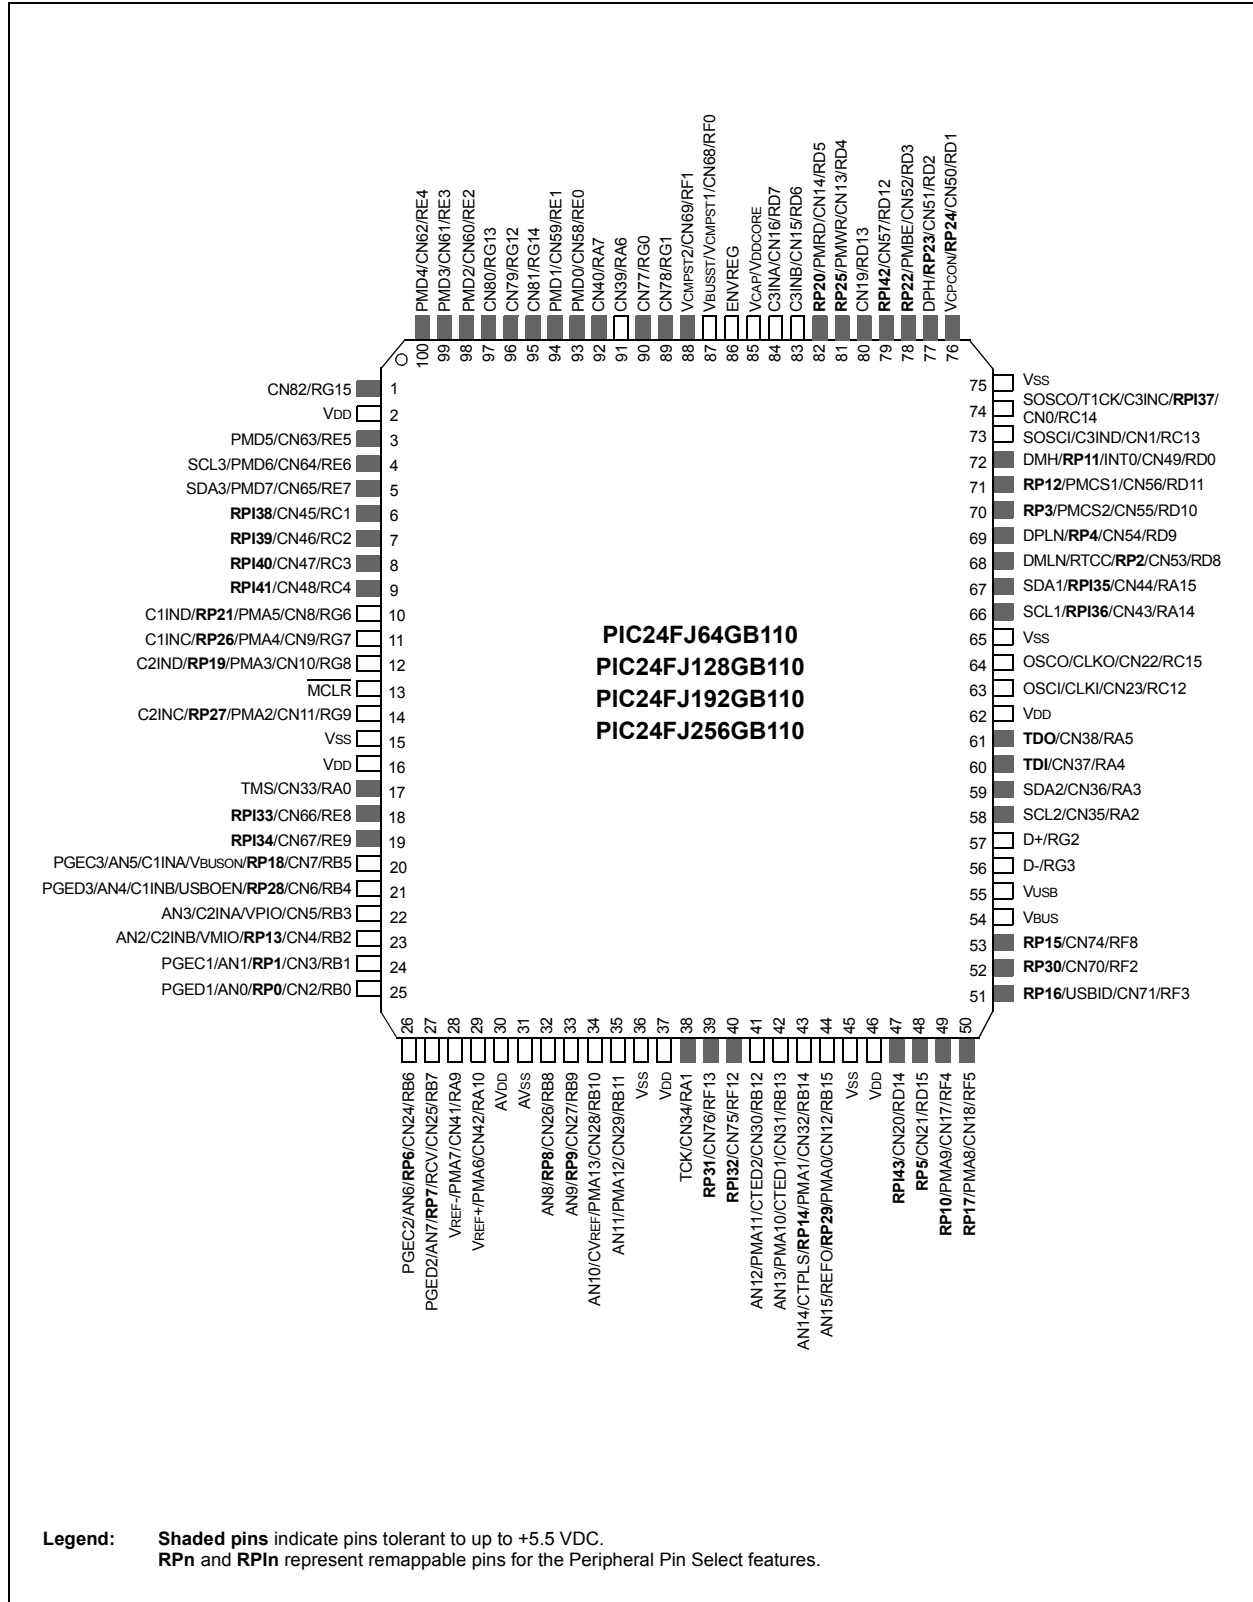 PMD4/CN62/RE4
PMD3/CN61/RE3
PMD2/CN60/RE2
CN80/RG13
CN79/RG12
CN81/RG14
PMD1/CN59/RE1
PMD0/CN58/RE0
CN40/RA7
CN39/RA6
CN77/RG0
CN78/RG1
VCMPST2/CN69/RF1
VBUSST/VCMPST1/CN68/RF0
ENVREG
VCAP/VDDCORE
C3INA/CN16/RD7
C3INB/CN15/RD6
RP20/PMRD/CN14/RD5
RP25/PMWR/CN13/RD4
CN19/RD13
RPI42/CN57/RD12
RP22/PMBE/CN52/RD3
DPH/RP23/CN51/RD2
VCPCON/RP24/CN50/RD1
100 99 98 97 96 95 94 93 92 91 90 89 88 87 86 85 84 83 82 81 80 79 78 77 76
CN82/RG15 1
VDD 2
PMD5/CN63/RE5 3
SCL3/PMD6/CN64/RE6 4
SDA3/PMD7/CN65/RE7 5
RPI38/CN45/RC1 6
RPI39/CN46/RC2 7
RPI40/CN47/RC3 8
RPI41/CN48/RC4 9
C1IND/RP21/PMA5/CN8/RG6 10
C1INC/RP26/PMA4/CN9/RG7 11
C2IND/RP19/PMA3/CN10/RG8 12
MCLR 13
C2INC/RP27/PMA2/CN11/RG9 14
VSS 15
VDD 16
TMS/CN33/RA0 17
RPI33/CN66/RE8 18
RPI34/CN67/RE9 19
PGEC3/AN5/C1INA/VBUSON/RP18/CN7/RB5 20
PGED3/AN4/C1INB/USBOEN/RP28/CN6/RB4 21
AN3/C2INA/VPIO/CN5/RB3 22
AN2/C2INB/VMIO/RP13/CN4/RB2 23
PGEC1/AN1/RP1/CN3/RB1 24
PGED1/AN0/RP0/CN2/RB0 25
PIC24FJ64GB110
PIC24FJ128GB110
PIC24FJ192GB110
PIC24FJ256GB110
75 VSS
74 SOSCO/T1CK/C3INC/RPI37/
CN0/RC14
73 SOSCI/C3IND/CN1/RC13
72 DMH/RP11/INT0/CN49/RD0
71 RP12/PMCS1/CN56/RD11
70 RP3/PMCS2/CN55/RD10
69 DPLN/RP4/CN54/RD9
68 DMLN/RTCC/RP2/CN53/RD8
67 SDA1/RPI35/CN44/RA15
66 SCL1/RPI36/CN43/RA14
65 VSS
64 OSCO/CLKO/CN22/RC15
63 OSCI/CLKI/CN23/RC12
62 VDD
61 TDO/CN38/RA5
60 TDI/CN37/RA4
59 SDA2/CN36/RA3
58 SCL2/CN35/RA2
57 D+/RG2
56 D-/RG3
55 VUSB
54 VBUS
53 RP15/CN74/RF8
52 RP30/CN70/RF2
51 RP16/USBID/CN71/RF3
26 27 28 29 30 31 32 33 34 35 36 37 38 39 40 41 42 43 44 45 46 47 48 49 50
PGEC2/AN6/RP6/CN24/RB6
PGED2/AN7/RP7/RCV/CN25/RB7
VREF-/PMA7/CN41/RA9
VREF+/PMA6/CN42/RA10
AVDD
AVSS
AN8/RP8/CN26/RB8
AN9/RP9/CN27/RB9
AN10/CVREF/PMA13/CN28/RB10
AN11/PMA12/CN29/RB11
VSS
VDD
TCK/CN34/RA1
RP31/CN76/RF13
RPI32/CN75/RF12
AN12/PMA11/CTED2/CN30/RB12
AN13/PMA10/CTED1/CN31/RB13
AN14/CTPLS/RP14/PMA1/CN32/RB14
AN15/REFO/RP29/PMA0/CN12/RB15
VSS
VDD
RPI43/CN20/RD14
RP5/CN21/RD15
RP10/PMA9/CN17/RF4
RP17/PMA8/CN18/RF5
Legend: Shaded pins indicate pins tolerant to up to +5.5 VDC.
RPn and RPIn represent remappable pins for the Peripheral Pin Select features.